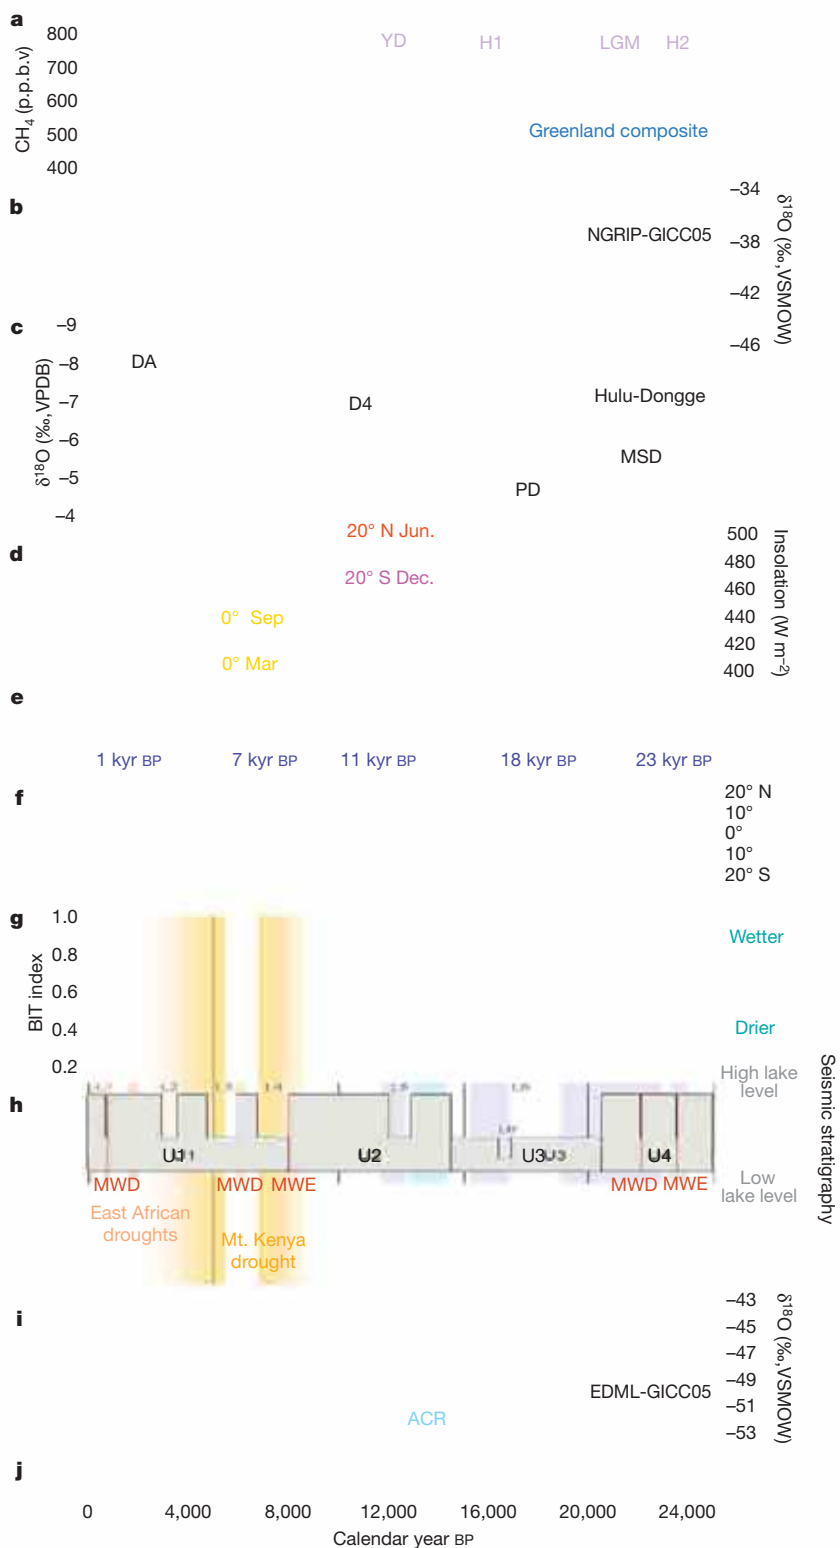 a
800
700
600
500
400
CH4 (p.p.b.v)
YD
H1
LGM
H2
Greenland composite
b
–34
–38
–42
–46
δ18O (‰, VSMOW)
NGRIP-GICC05
c
–9
–8
–7
–6
–5
–4
δ18O (‰, VPDB)
DA
D4
Hulu-Dongge
MSD
PD
d
20° N Jun.
20° S Dec.
0° Sep
0° Mar
500
480
460
440
420
400
Insolation (W m–2)
e
1 kyr BP
7 kyr BP
11 kyr BP
18 kyr BP
23 kyr BP
f
20° N
10°
0°
10°
20° S
g
1.0
0.8
0.6
0.4
0.2
BIT index
Wetter
Drier
h
High lake
level
Low
lake level
Seismic stratigraphy
U1
U2
U3
U3
U4
MWD
MWD
MWE
MWD
MWE
East African
droughts
Mt. Kenya
drought
i
–43
–45
–47
–49
–51
–53
δ18O (‰, VSMOW)
EDML-GICC05
ACR
j
0
4,000
8,000
12,000
16,000
20,000
24,000
Calendar year BP